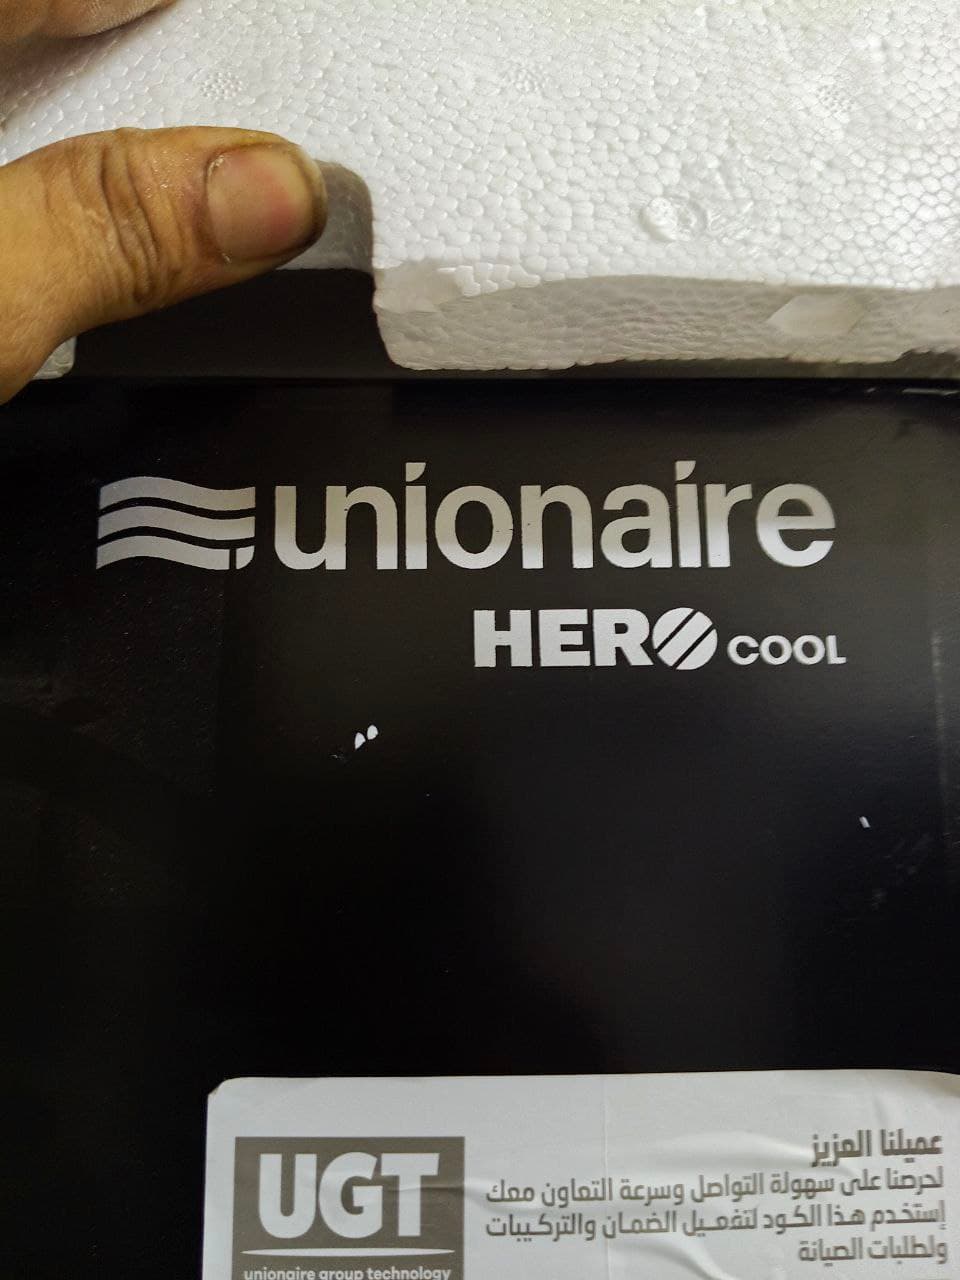 unionaire
HERO COOL
UGT
unionaire group technology
عميلنا العزيز
لحرصنا على سهولة التواصل وسرعة التعاون معك
إستخدم هذا الكود لتفعيل الضمان والتركيبات
ولطلبات الصيانة